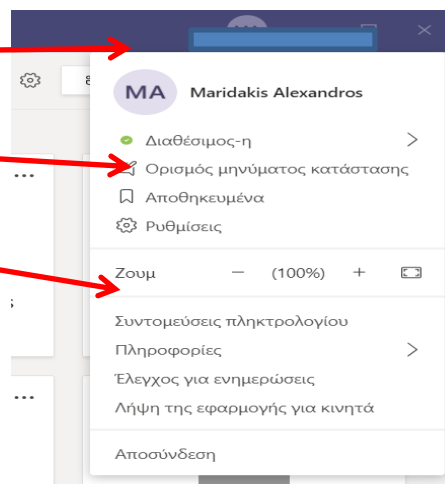 MA Maridakis Alexandros
Διαθέσιμος-η
Ορισμός μηνύματος κατάστασης
Αποθηκευμένα
Ρυθμίσεις
Ζουμ − (100%) +
Συντομεύσεις πληκτρολογίου
Πληροφορίες
Έλεγχος για ενημερώσεις
Λήψη της εφαρμογής για κινητά
Αποσύνδεση